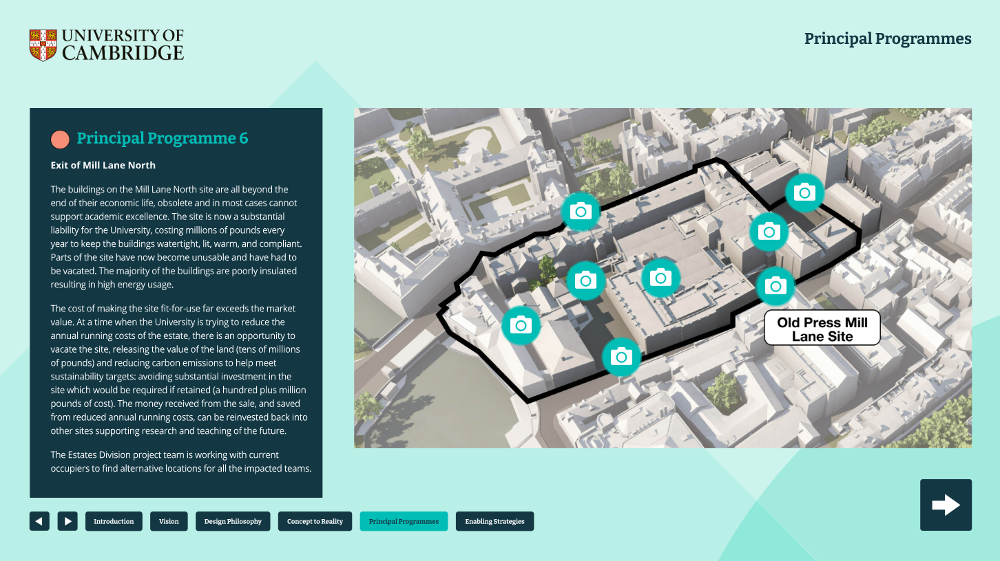 UNIVERSITY OF
CAMBRIDGE
Principal Programmes
Principal Programme 6
Exit of Mill Lane North
The buildings on the Mill Lane North site are all beyond the
end of their economic life, obsolete and in most cases cannot
support academic excellence. The site is now a substantial
liability for the University, costing millions of pounds every
year to keep the buildings watertight, lit, warm, and compliant.
Parts of the site have now become unusable and have had to
be vacated. The majority of the buildings are poorly insulated
resulting in high energy usage.
The cost of making the site fit-for-use far exceeds the market
value. At a time when the University is trying to reduce the
annual running costs of the estate, there is an opportunity to
vacate the site, releasing the value of the land (tens of millions
of pounds) and reducing carbon emissions to help meet
sustainability targets: avoiding substantial investment in the
site which would be required if retained (a hundred plus million
pounds of cost). The money received from the sale, and saved
from reduced annual running costs, can be reinvested back into
other sites supporting research and teaching of the future.
The Estates Division project team is working with current
occupiers to find alternative locations for all the impacted teams.
Old Press Mill
Lane Site
Introduction
Vision
Design Philosophy
Concept to Reality
Principal Programmes
Enabling Strategies